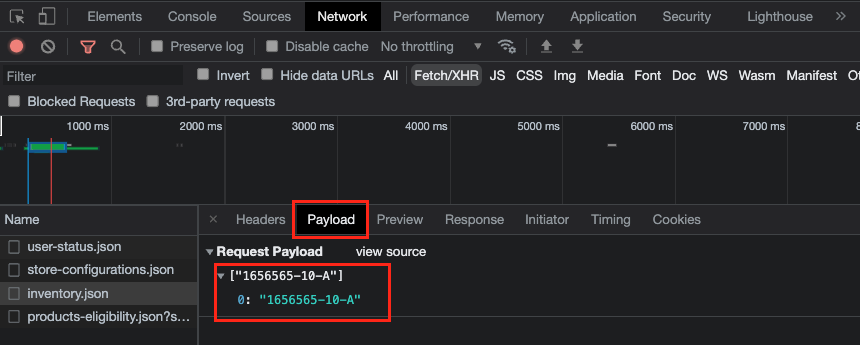 Elements Console Sources Network Performance Memory Application Security Lighthouse »
Preserve log Disable cache No throttling ▼
Filter Invert Hide data URLs All Fetch/XHR JS CSS Img Media Font Doc WS Wasm Manifest
Blocked Requests 3rd-party requests
1000 ms 2000 ms 3000 ms 4000 ms 5000 ms 6000 ms 7000 ms 8
Name × Headers Payload Preview Response Initiator Timing Cookies
user-status.json
store-configurations.json
inventory.json
products-eligibility.json?s...
▼ Request Payload view source
▼ ["1656565-10-A"]
0: "1656565-10-A"